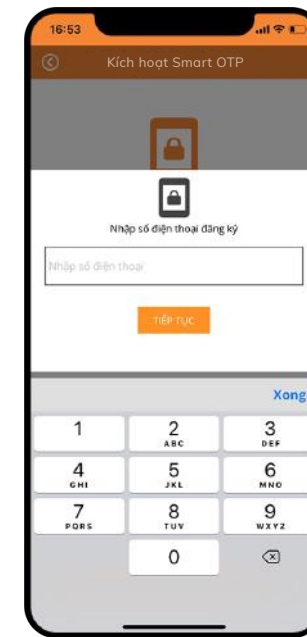 16:53
Kích hoạt Smart OTP
Nhập số điện thoại đăng ký
Nhập số điện thoại
TIẾP TỤC
Xong
1
2
ABC
3
DEF
4
GHI
5
JKL
6
MNO
7
PQRS
8
TUV
9
WXYZ
0